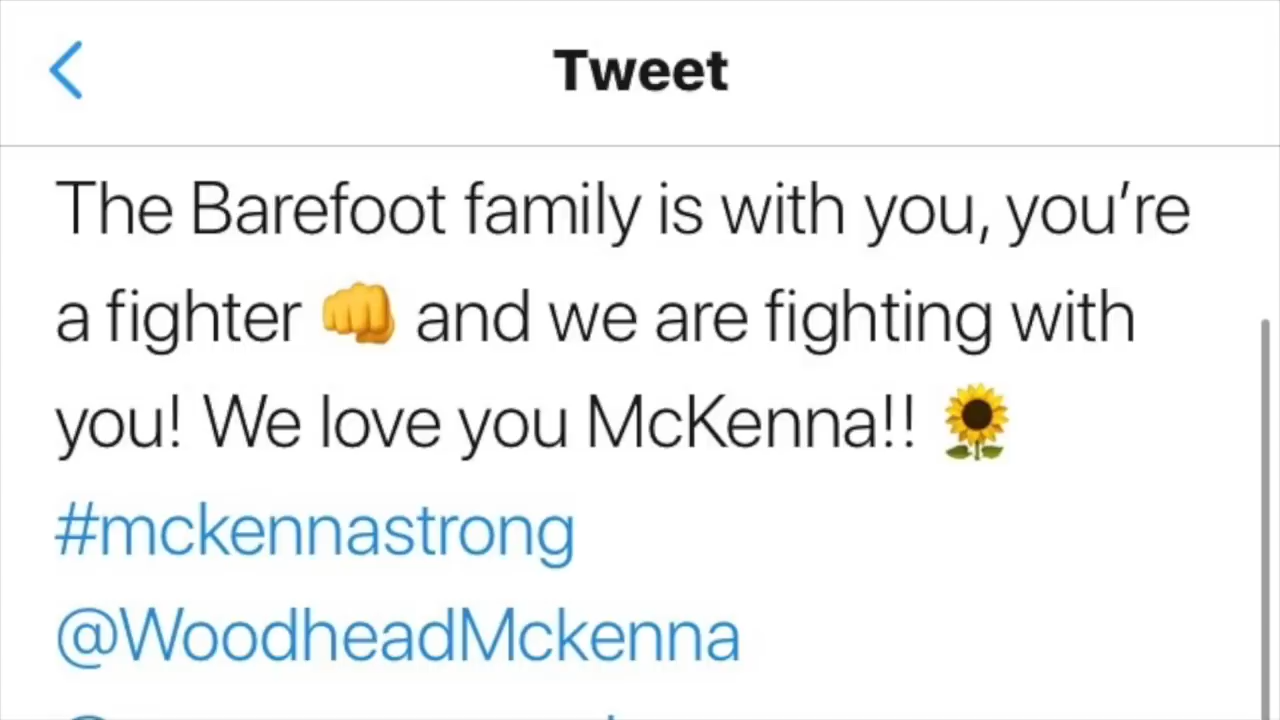 Tweet
The Barefoot family is with you, you’re
a fighter 👊 and we are fighting with
you! We love you McKenna!! 🌻
#mckennastrong
@WoodheadMckenna